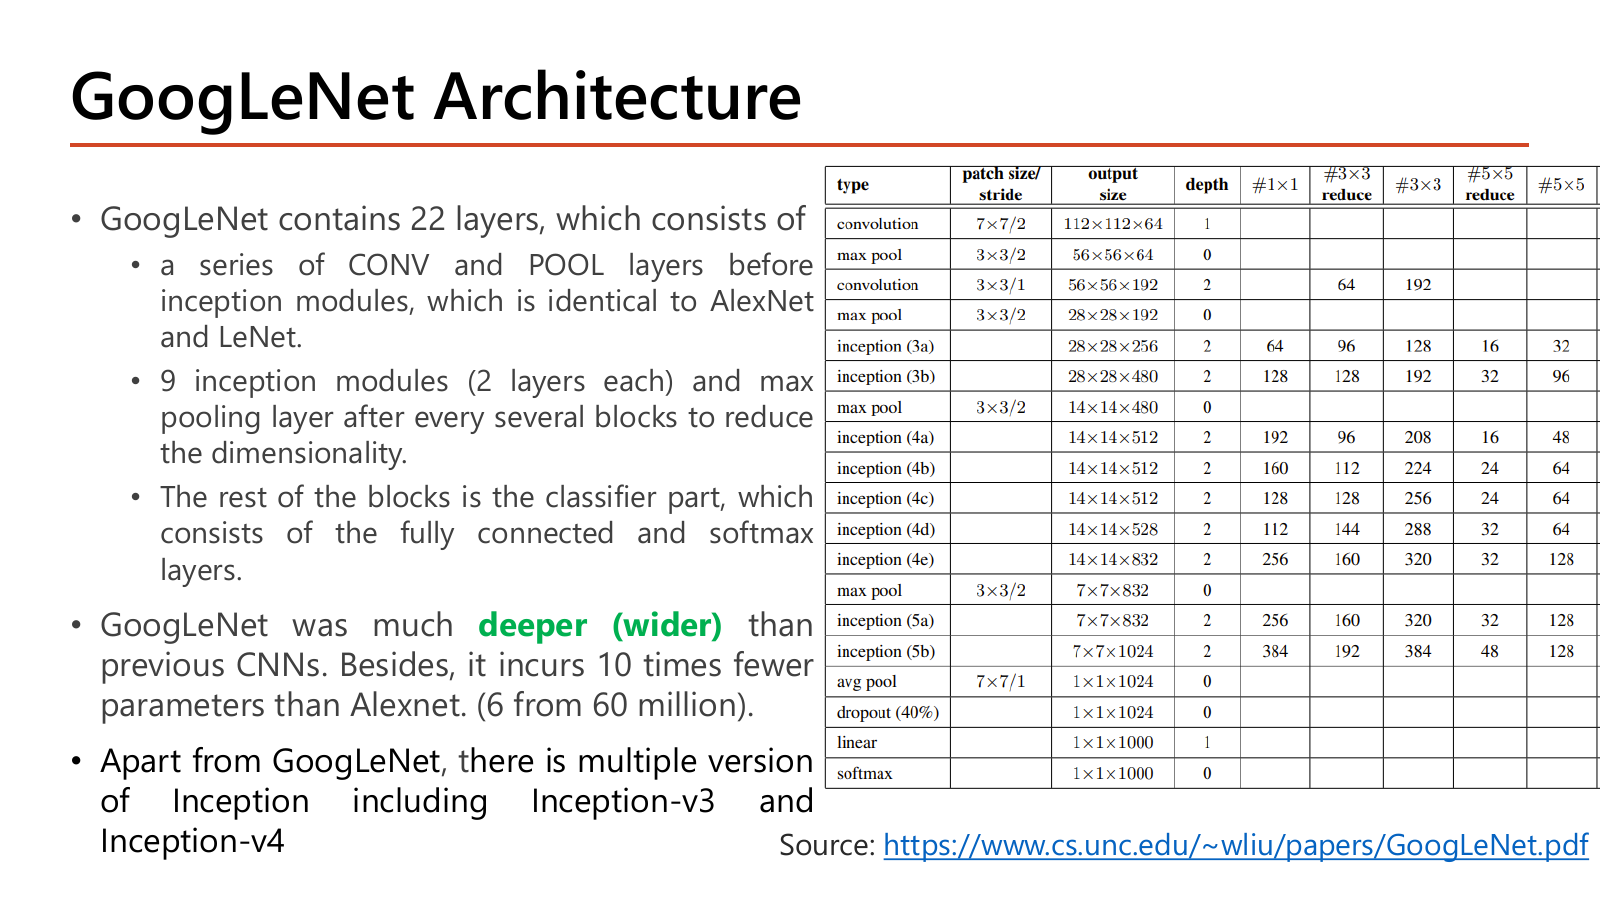 GoogLeNet Architecture
• GoogLeNet contains 22 layers, which consists of
• a series of CONV and POOL layers before
inception modules, which is identical to AlexNet
and LeNet.
• 9 inception modules (2 layers each) and max
pooling layer after every several blocks to reduce
the dimensionality.
• The rest of the blocks is the classifier part, which
consists of the fully connected and softmax
layers.
• GoogLeNet was much deeper (wider) than
previous CNNs. Besides, it incurs 10 times fewer
parameters than Alexnet. (6 from 60 million).
• Apart from GoogLeNet, there is multiple version
of Inception including Inception-v3 and
Inception-v4
type patch size/ stride output size depth #1×1 #3×3 reduce #3×3 #5×5 reduce #5×5
convolution 7×7/2 112×112×64 1
max pool 3×3/2 56×56×64 0
convolution 3×3/1 56×56×192 2 64 192
max pool 3×3/2 28×28×192 0
inception (3a) 28×28×256 2 64 96 128 16 32
inception (3b) 28×28×480 2 128 128 192 32 96
max pool 3×3/2 14×14×480 0
inception (4a) 14×14×512 2 192 96 208 16 48
inception (4b) 14×14×512 2 160 112 224 24 64
inception (4c) 14×14×512 2 128 128 256 24 64
inception (4d) 14×14×528 2 112 144 288 32 64
inception (4e) 14×14×832 2 256 160 320 32 128
max pool 3×3/2 7×7×832 0
inception (5a) 7×7×832 2 256 160 320 32 128
inception (5b) 7×7×1024 2 384 192 384 48 128
avg pool 7×7/1 1×1×1024 0
dropout (40%) 1×1×1024 0
linear 1×1×1000 1
softmax 1×1×1000 0
Source: https://www.cs.unc.edu/~wliu/papers/GoogLeNet.pdf